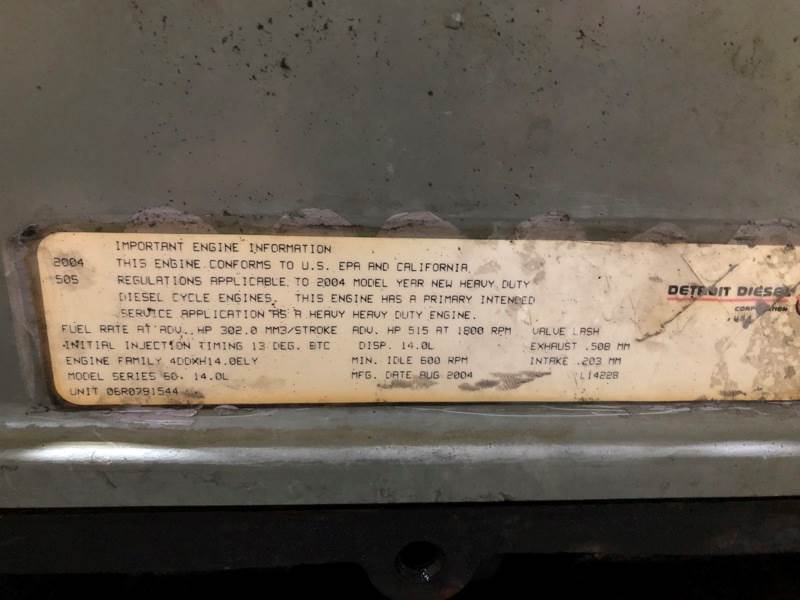 IMPORTANT ENGINE INFORMATION
2004 THIS ENGINE CONFORMS TO U.S. EPA AND CALIFORNIA
505 REGULATIONS APPLICABLE TO 2004 MODEL YEAR NEW HEAVY DUTY
DIESEL CYCLE ENGINES. THIS ENGINE HAS A PRIMARY INTENDED
SERVICE APPLICATION AS A HEAVY HEAVY DUTY ENGINE.
FUEL RATE AT ADV. HP 302.0 MM3/STROKE ADV. HP 515 AT 1800 RPM VALVE LASH
INITIAL INJECTION TIMING 13 DEG. BTC DISP. 14.0L EXHAUST .508 MM
ENGINE FAMILY 4DDXH14.0ELY MIN. IDLE 600 RPM INTAKE .203 MM
MODEL SERIES 60, 14.0L MFG. DATE AUG 2004 L1422B
UNIT 06R0791544
DETROIT DIESEL
CORPORATION
USA